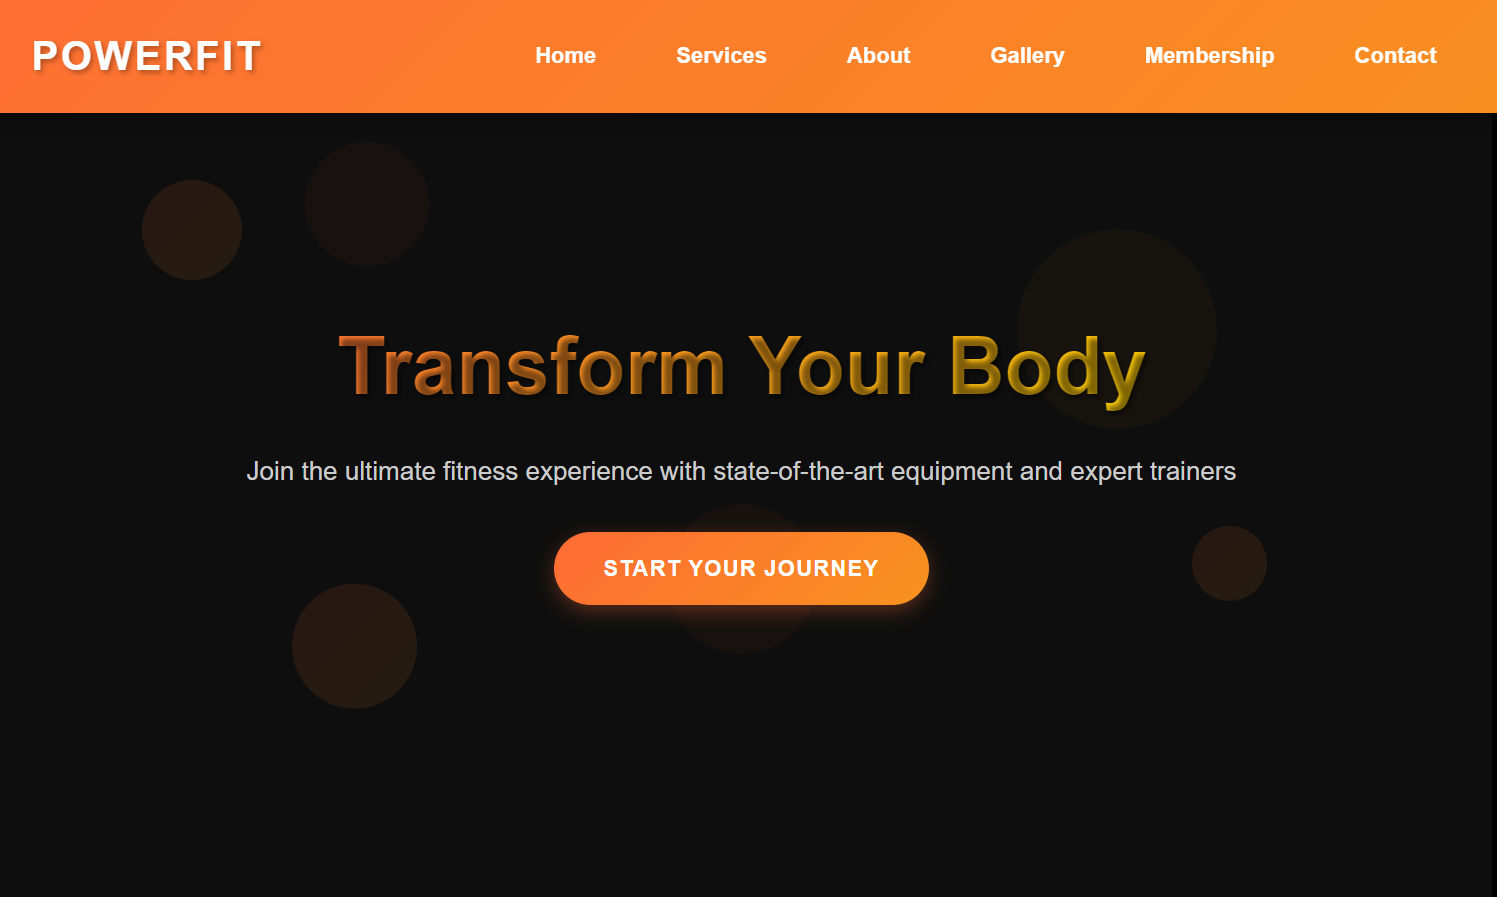 POWERFIT
Home Services About Gallery Membership Contact
Transform Your Body
Join the ultimate fitness experience with state-of-the-art equipment and expert trainers
START YOUR JOURNEY